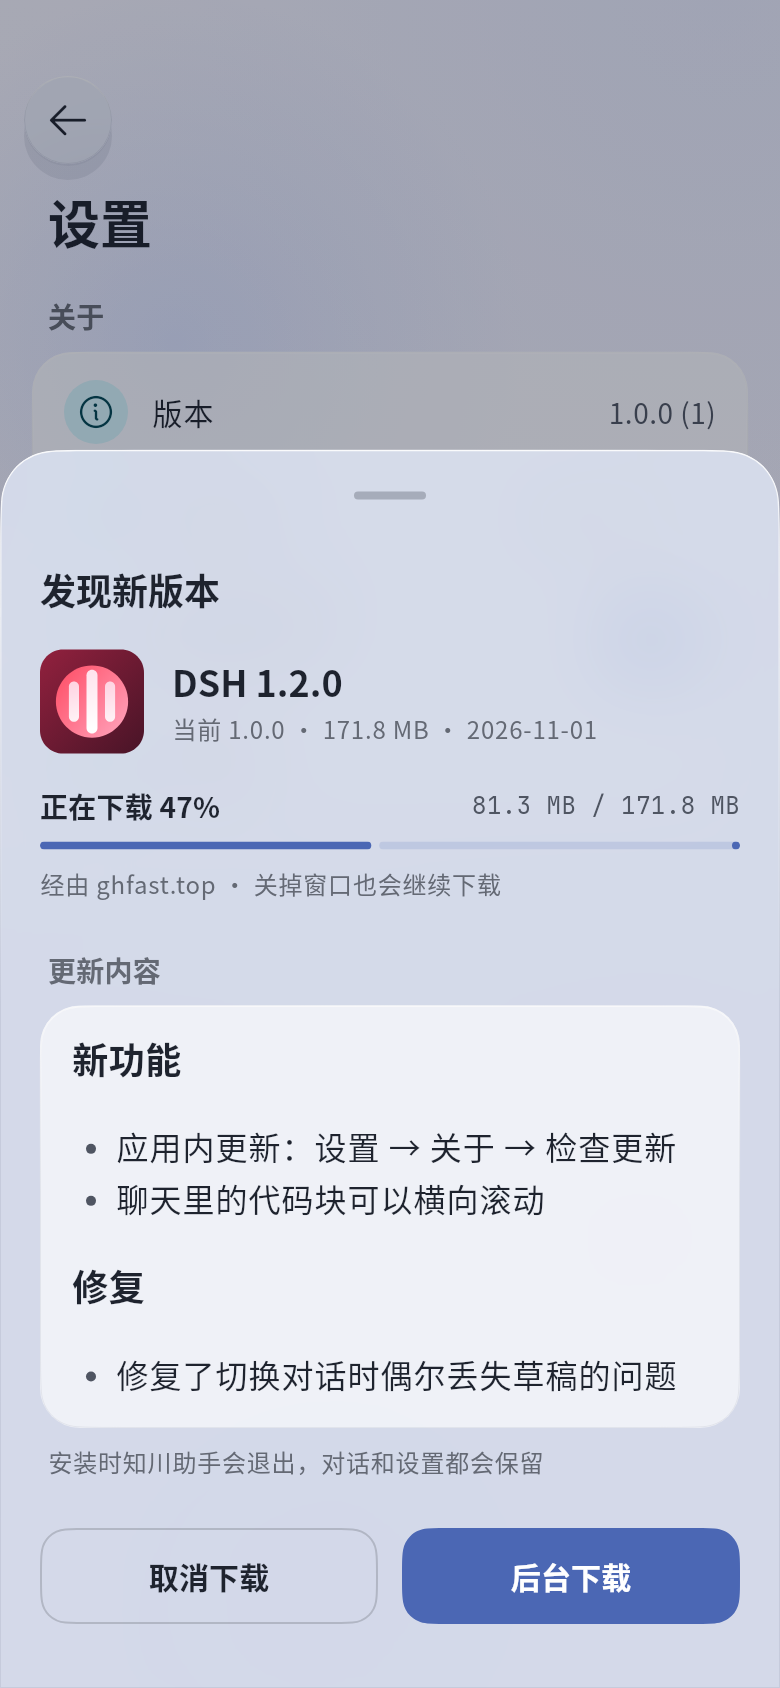 设置
关于
版本 1.0.0 (1)
发现新版本
DSH 1.2.0
当前 1.0.0 · 171.8 MB · 2026-11-01
正在下载 47% 81.3 MB / 171.8 MB
经由 ghfast.top · 关掉窗口也会继续下载
更新内容
新功能
• 应用内更新：设置 → 关于 → 检查更新
• 聊天里的代码块可以横向滚动
修复
• 修复了切换对话时偶尔丢失草稿的问题
安装时知川助手会退出，对话和设置都会保留
取消下载 后台下载